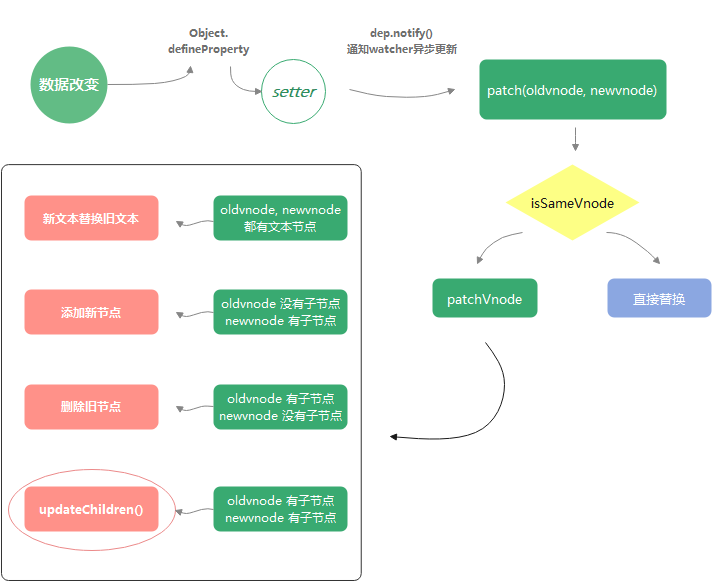 Object.
defineProperty
dep.notify()
通知watcher异步更新
数据改变
setter
patch(oldvnode, newvnode)
isSameVnode
patchVnode
直接替换
新文本替换旧文本
oldvnode, newvnode
都有文本节点
添加新节点
oldvnode 没有子节点
newvnode 有子节点
删除旧节点
oldvnode 有子节点
newvnode 没有子节点
updateChildren()
oldvnode 有子节点
newvnode 有子节点